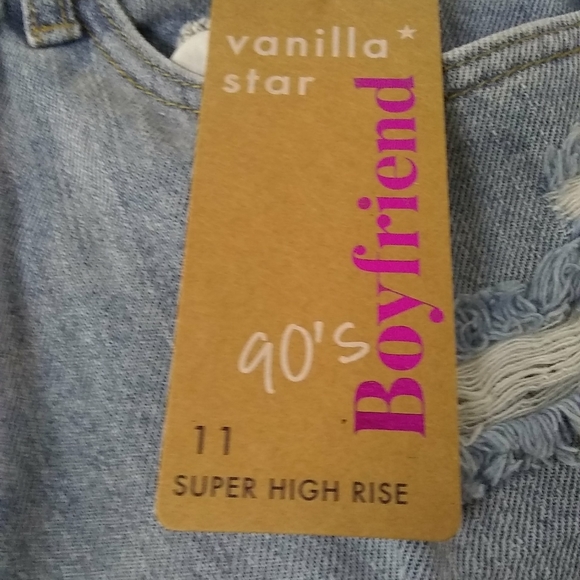 vanilla*
star
Boyfriend
90's
11
SUPER HIGH RISE